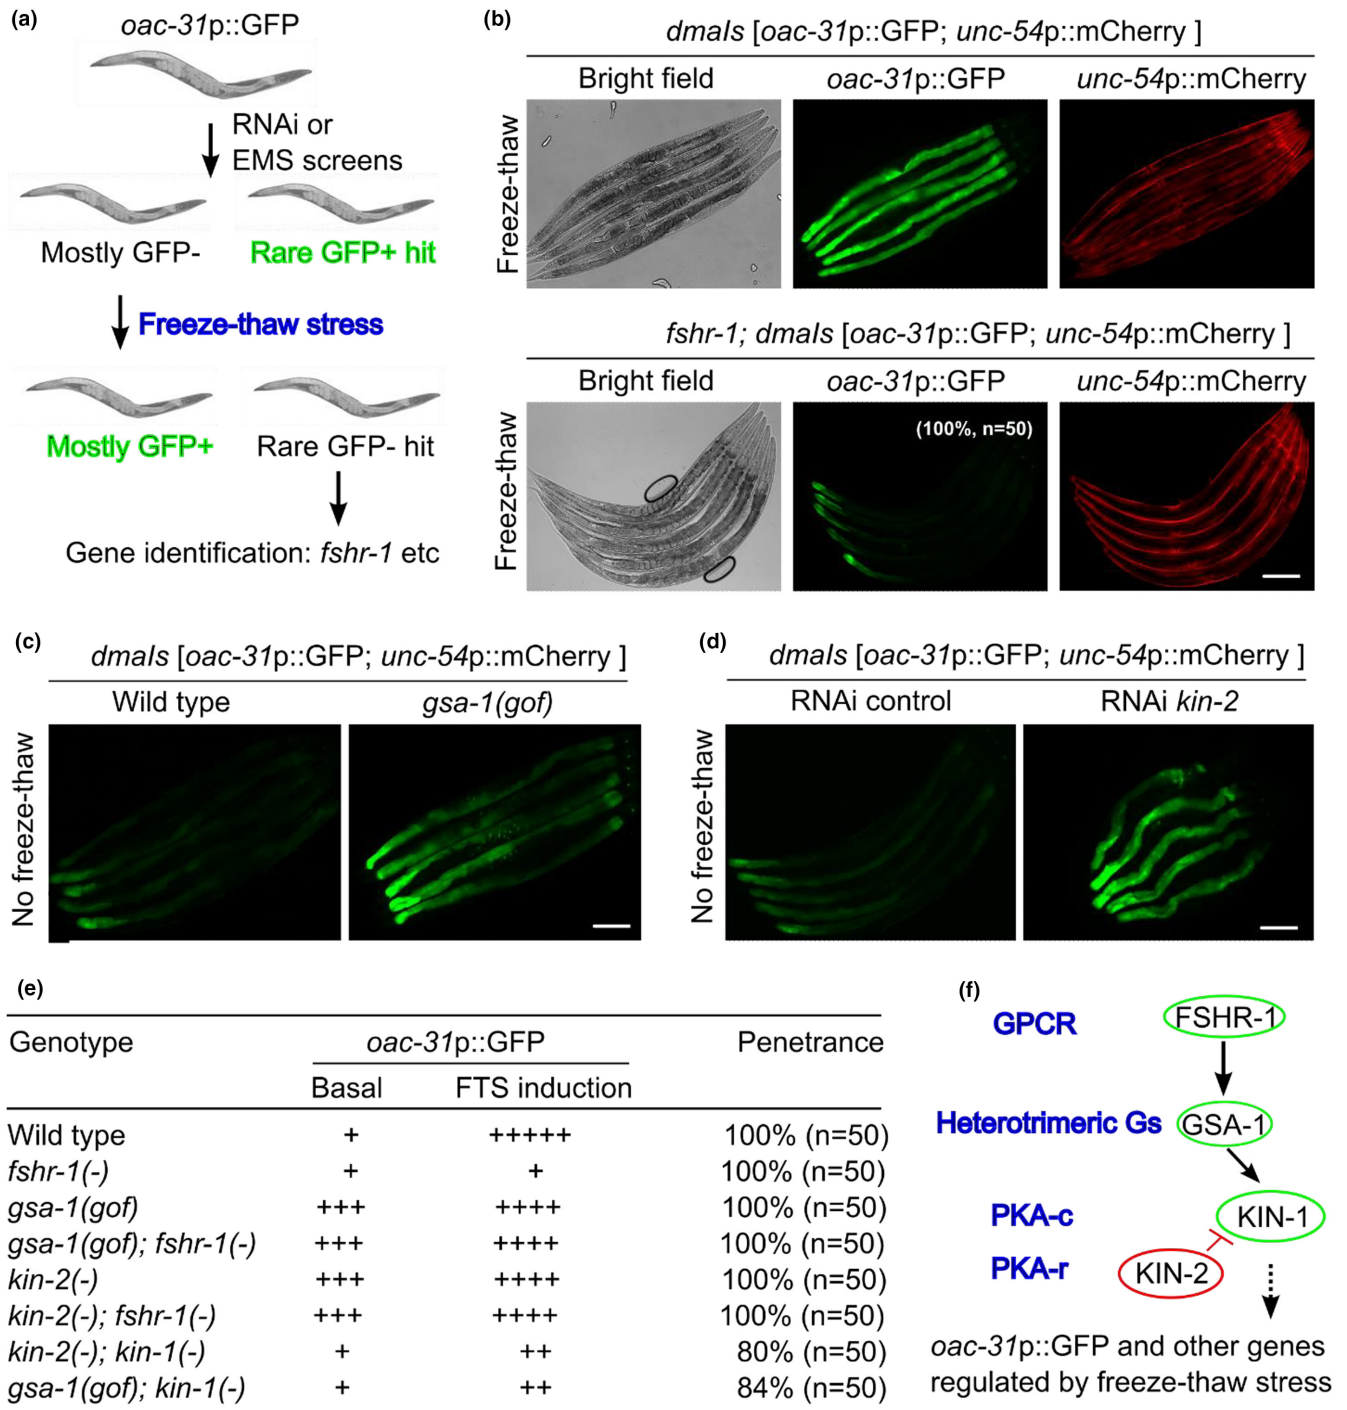 (a)
oac-31p::GFP
RNAi or
EMS screens
Mostly GFP-
Rare GFP+ hit
Freeze-thaw stress
Mostly GFP+
Rare GFP- hit
Gene identification: fshr-1 etc
(b)
dmaIs [oac-31p::GFP; unc-54p::mCherry ]
Bright field
oac-31p::GFP
unc-54p::mCherry
Freeze-thaw
fshr-1; dmaIs [oac-31p::GFP; unc-54p::mCherry ]
Bright field
oac-31p::GFP
unc-54p::mCherry
Freeze-thaw
(100%, n=50)
(c)
dmaIs [oac-31p::GFP; unc-54p::mCherry ]
Wild type
gsa-1(gof)
No freeze-thaw
(d)
dmaIs [oac-31p::GFP; unc-54p::mCherry ]
RNAi control
RNAi kin-2
No freeze-thaw
(e)
Genotype oac-31p::GFP Penetrance
Basal FTS induction
Wild type + +++++ 100% (n=50)
fshr-1(-) + + 100% (n=50)
gsa-1(gof) +++ ++++ 100% (n=50)
gsa-1(gof); fshr-1(-) +++ ++++ 100% (n=50)
kin-2(-) +++ ++++ 100% (n=50)
kin-2(-); fshr-1(-) +++ ++++ 100% (n=50)
kin-2(-); kin-1(-) + ++ 80% (n=50)
gsa-1(gof); kin-1(-) + ++ 84% (n=50)
(f)
GPCR FSHR-1
Heterotrimeric Gs GSA-1
PKA-c KIN-1
PKA-r KIN-2
oac-31p::GFP and other genes
regulated by freeze-thaw stress